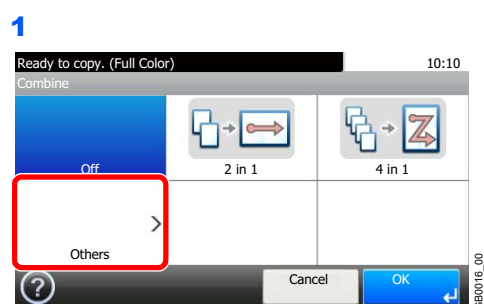 1
Ready to copy. (Full Color)
10:10
Combine
Off
2 in 1
4 in 1
Others
?
Cancel
OK